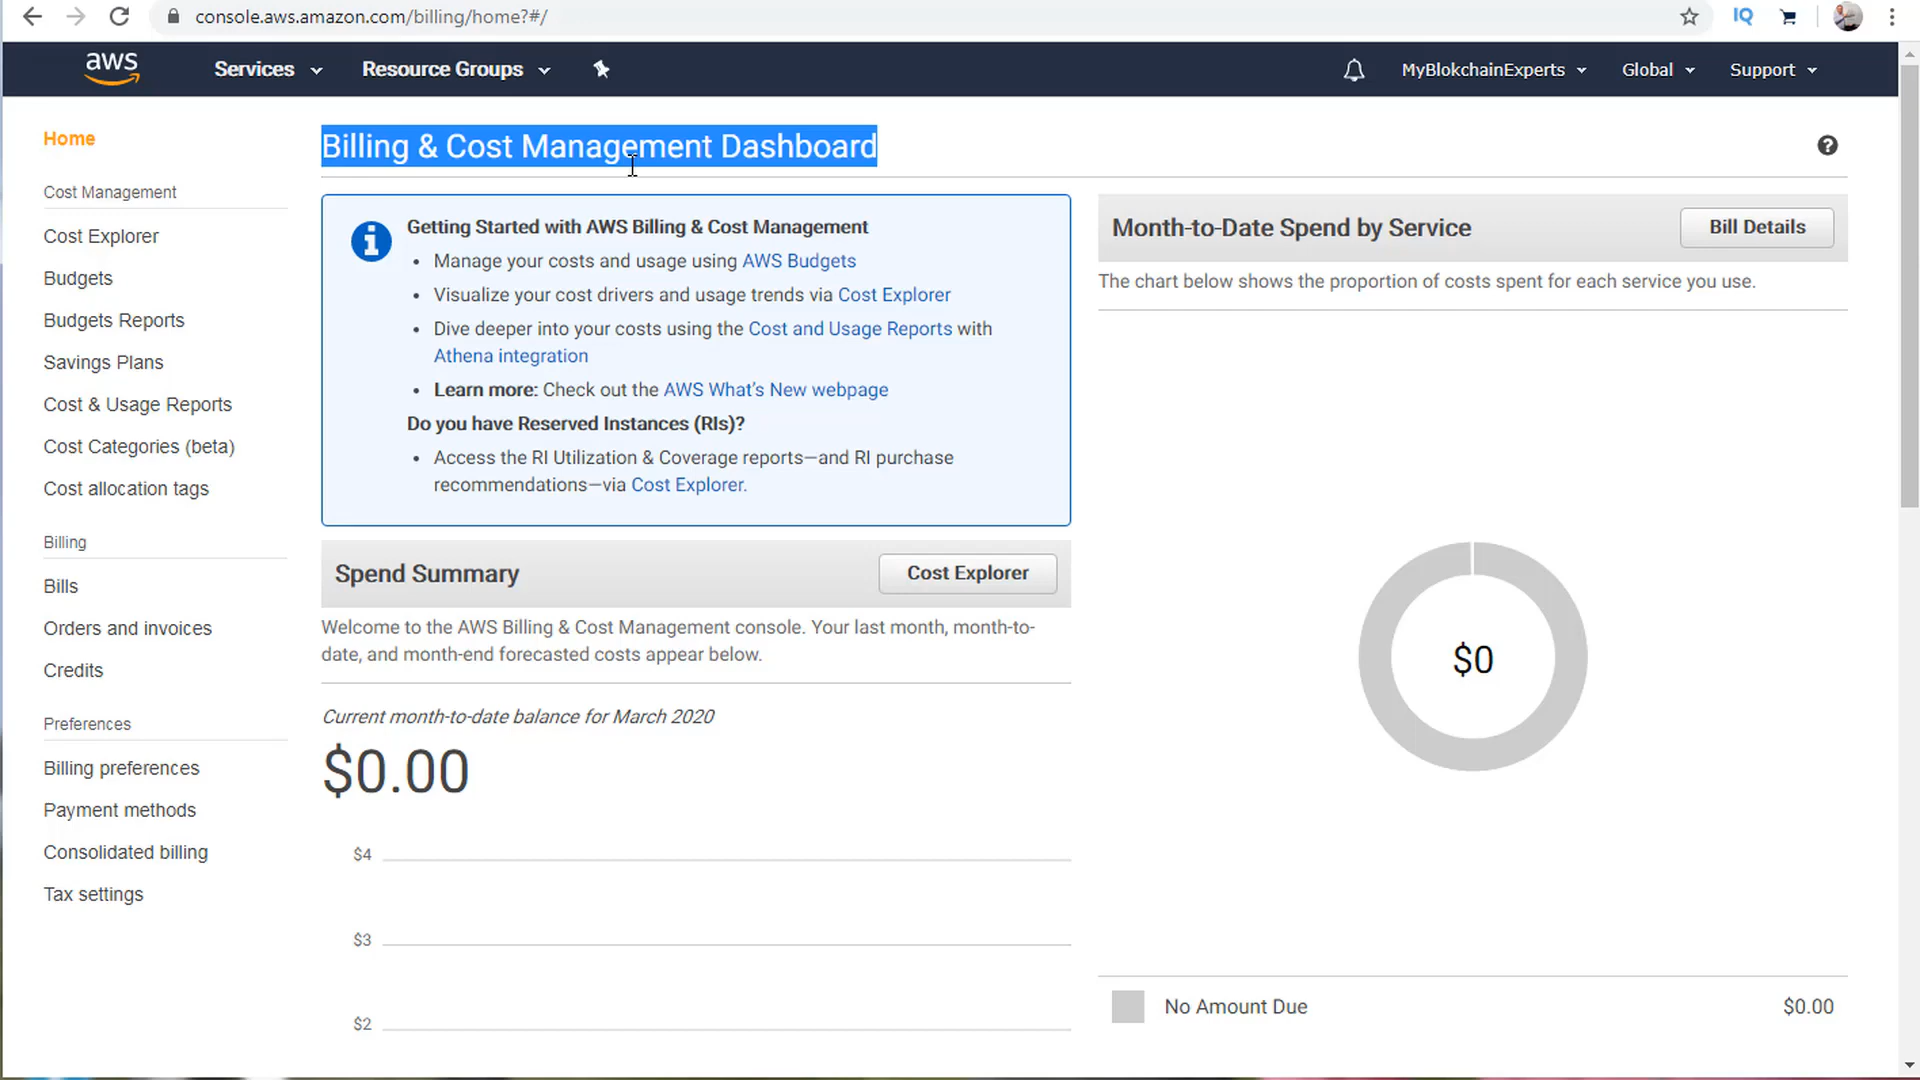 console.aws.amazon.com/billing/home?#/
IQ
aws
Services
Resource Groups
MyBlokchainExperts
Global
Support
Home
Cost Management
Cost Explorer
Budgets
Budgets Reports
Savings Plans
Cost & Usage Reports
Cost Categories (beta)
Cost allocation tags
Billing
Bills
Orders and invoices
Credits
Preferences
Billing preferences
Payment methods
Consolidated billing
Tax settings
Billing & Cost Management Dashboard
?
i
Getting Started with AWS Billing & Cost Management
• Manage your costs and usage using AWS Budgets
• Visualize your cost drivers and usage trends via Cost Explorer
• Dive deeper into your costs using the Cost and Usage Reports with
Athena integration
• Learn more: Check out the AWS What's New webpage
Do you have Reserved Instances (RIs)?
• Access the RI Utilization & Coverage reports—and RI purchase
recommendations—via Cost Explorer.
Spend Summary
Cost Explorer
Welcome to the AWS Billing & Cost Management console. Your last month, month-to-
date, and month-end forecasted costs appear below.
Current month-to-date balance for March 2020
$0.00
$4
$3
$2
Month-to-Date Spend by Service
Bill Details
The chart below shows the proportion of costs spent for each service you use.
$0
No Amount Due
$0.00